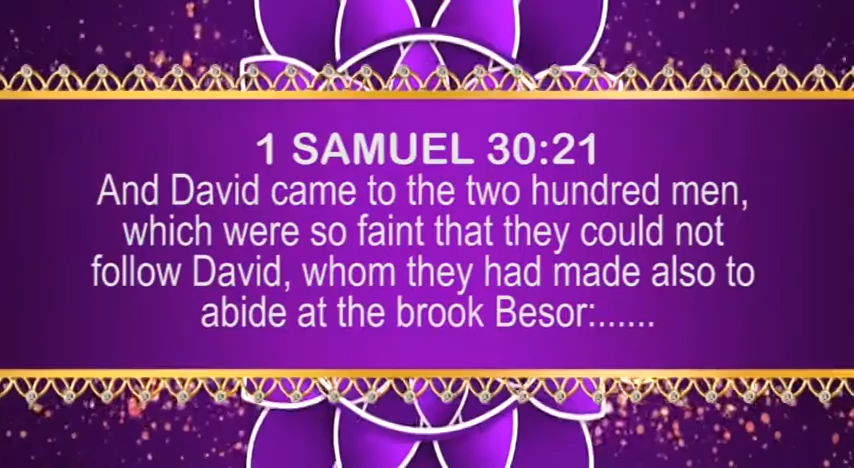 1 SAMUEL 30:21
And David came to the two hundred men,
which were so faint that they could not
follow David, whom they had made also to
abide at the brook Besor:.......